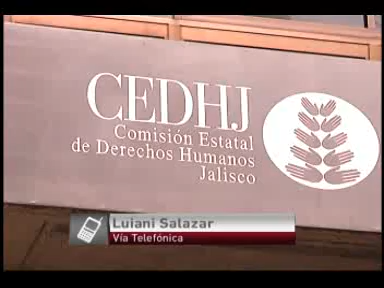 CEDHJ
Comisión Estatal
de Derechos Humanos
Jalisco
Luiani Salazar
Vía Telefónica